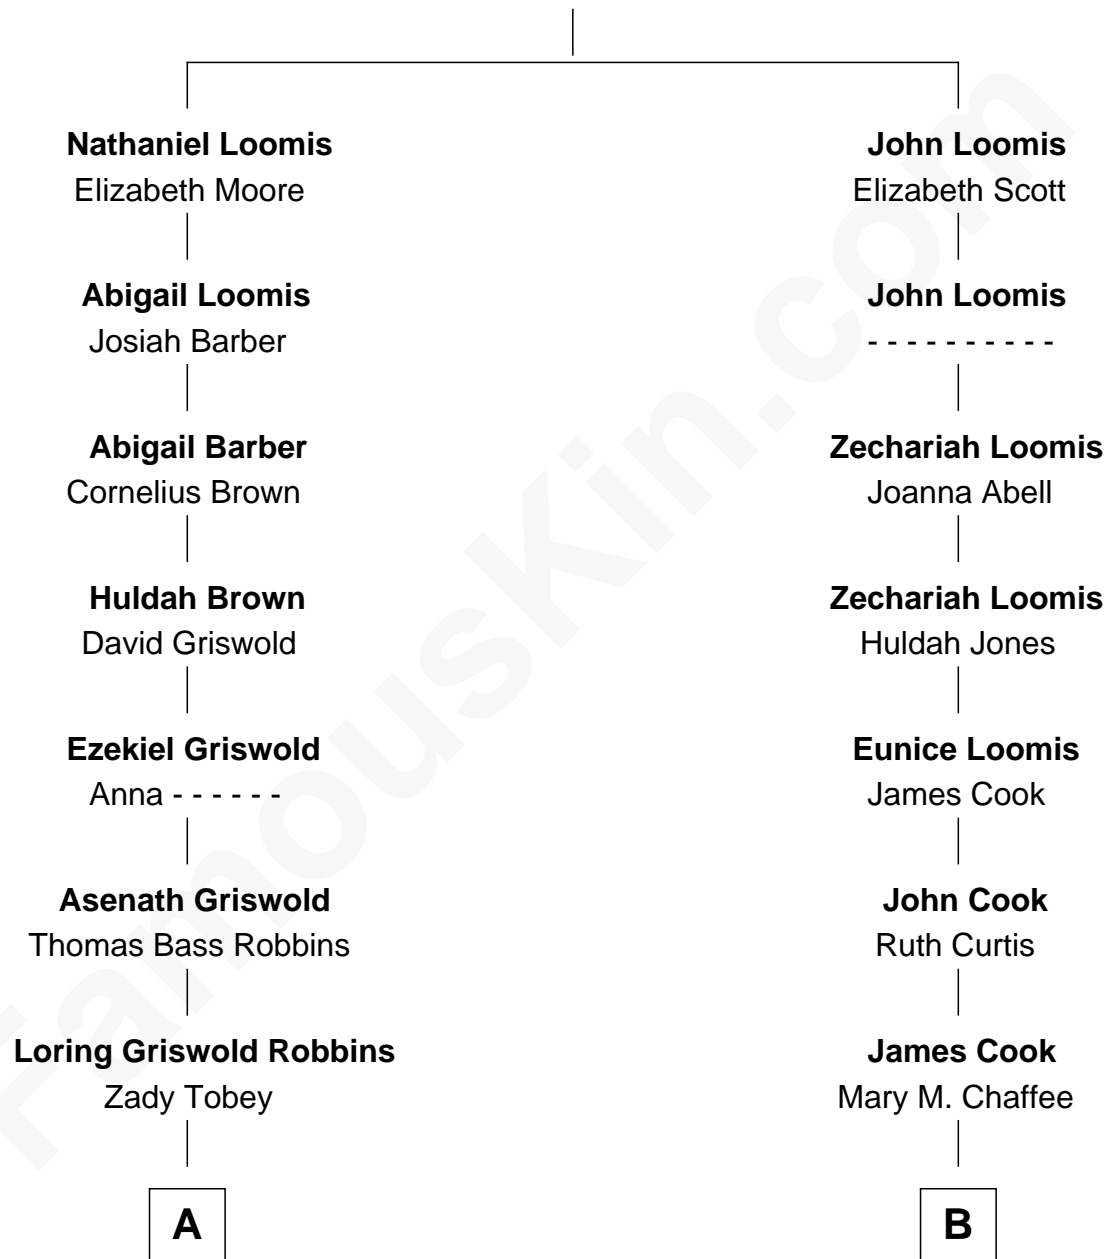 Nathaniel Loomis
Elizabeth Moore
John Loomis
Elizabeth Scott
Abigail Loomis
Josiah Barber
John Loomis
- - - - - - - - - -
Abigail Barber
Cornelius Brown
Zechariah Loomis
Joanna Abell
Huldah Brown
David Griswold
Zechariah Loomis
Huldah Jones
Ezekiel Griswold
Anna - - - - - -
Eunice Loomis
James Cook
Asenath Griswold
Thomas Bass Robbins
John Cook
Ruth Curtis
Loring Griswold Robbins
Zady Tobey
James Cook
Mary M. Chaffee
A
B
FamousKin.com